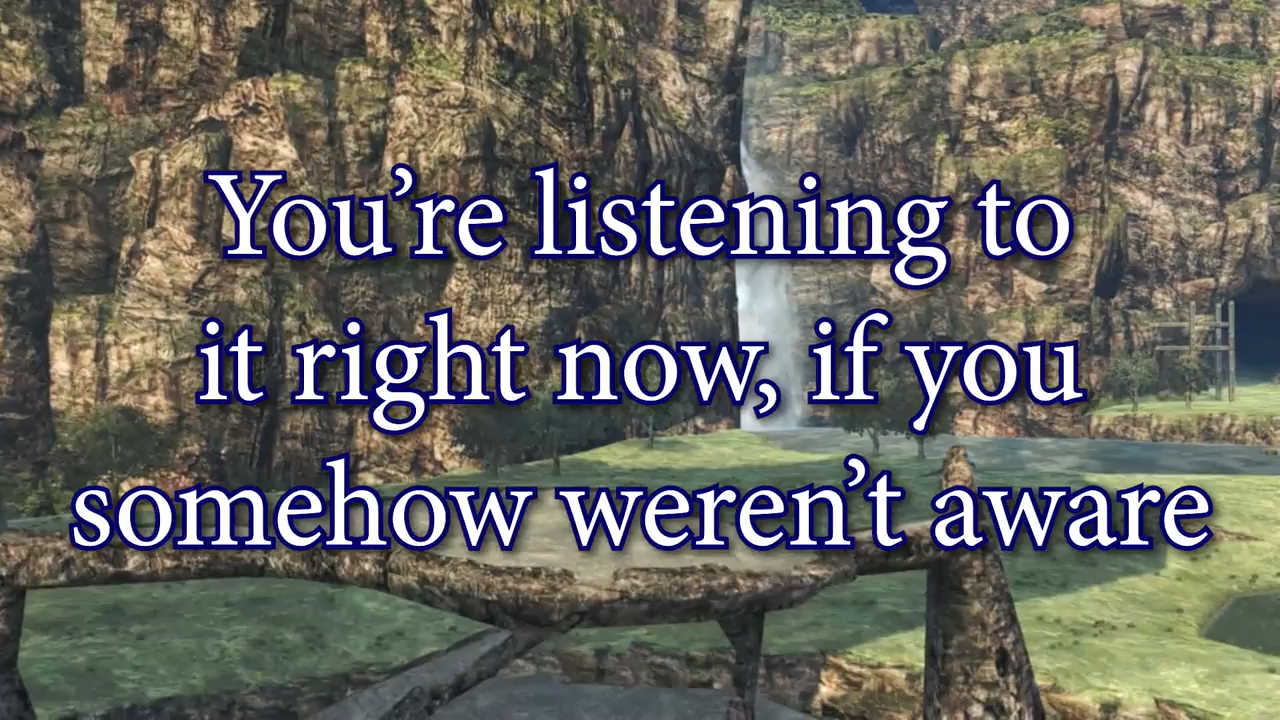 You’re listening to
it right now, if you
somehow weren’t aware